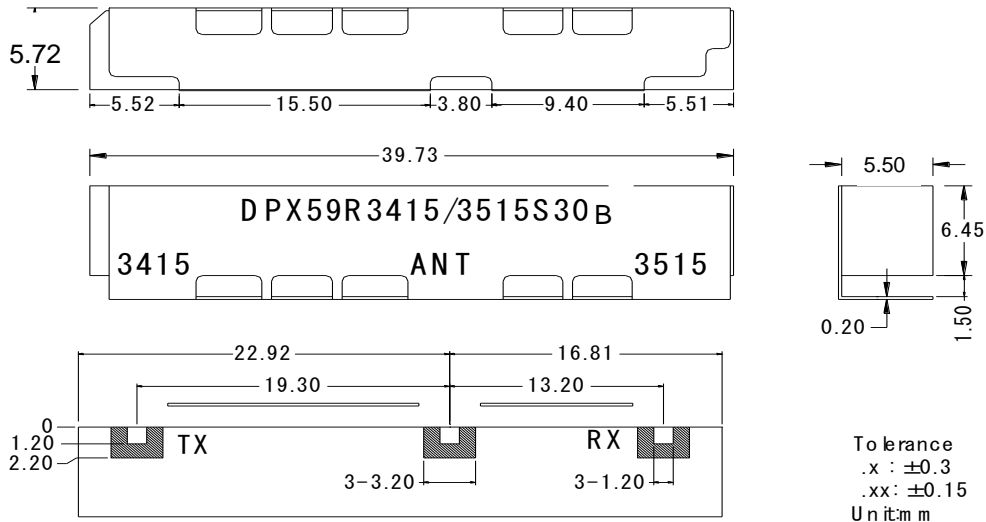 5.72
5.52 15.50 3.80 9.40 5.51
39.73
5.50
DPX59R3415/3515S30B
3415 ANT 3515
6.45
1.50
0.20
22.92 16.81
19.30 13.20
0
1.20
2.20
TX RX
3-3.20 3-1.20
Tolerance
.x : ±0.3
.xx: ±0.15
Unit:mm